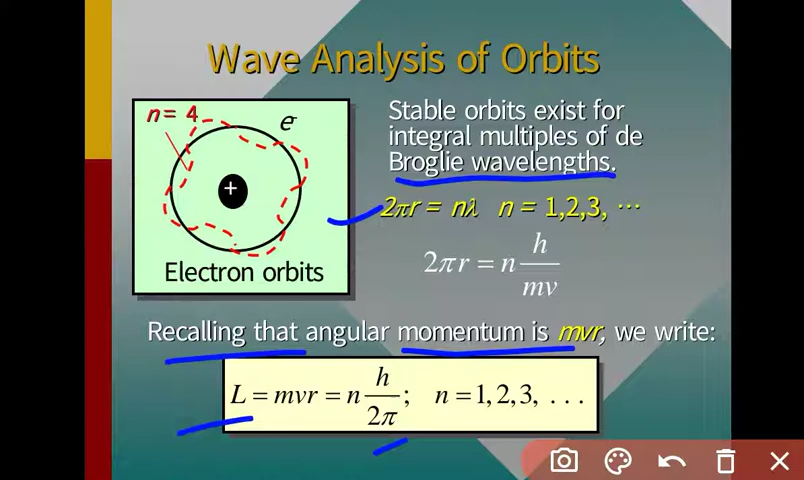 Wave Analysis of Orbits
n = 4
e-
+
Electron orbits
Stable orbits exist for
integral multiples of de
Broglie wavelengths.
2πr = nλ n = 1,2,3, ⋯
2πr = n h/mv
Recalling that angular momentum is mvr, we write:
L = mvr = n h/2π; n = 1, 2, 3, . . .